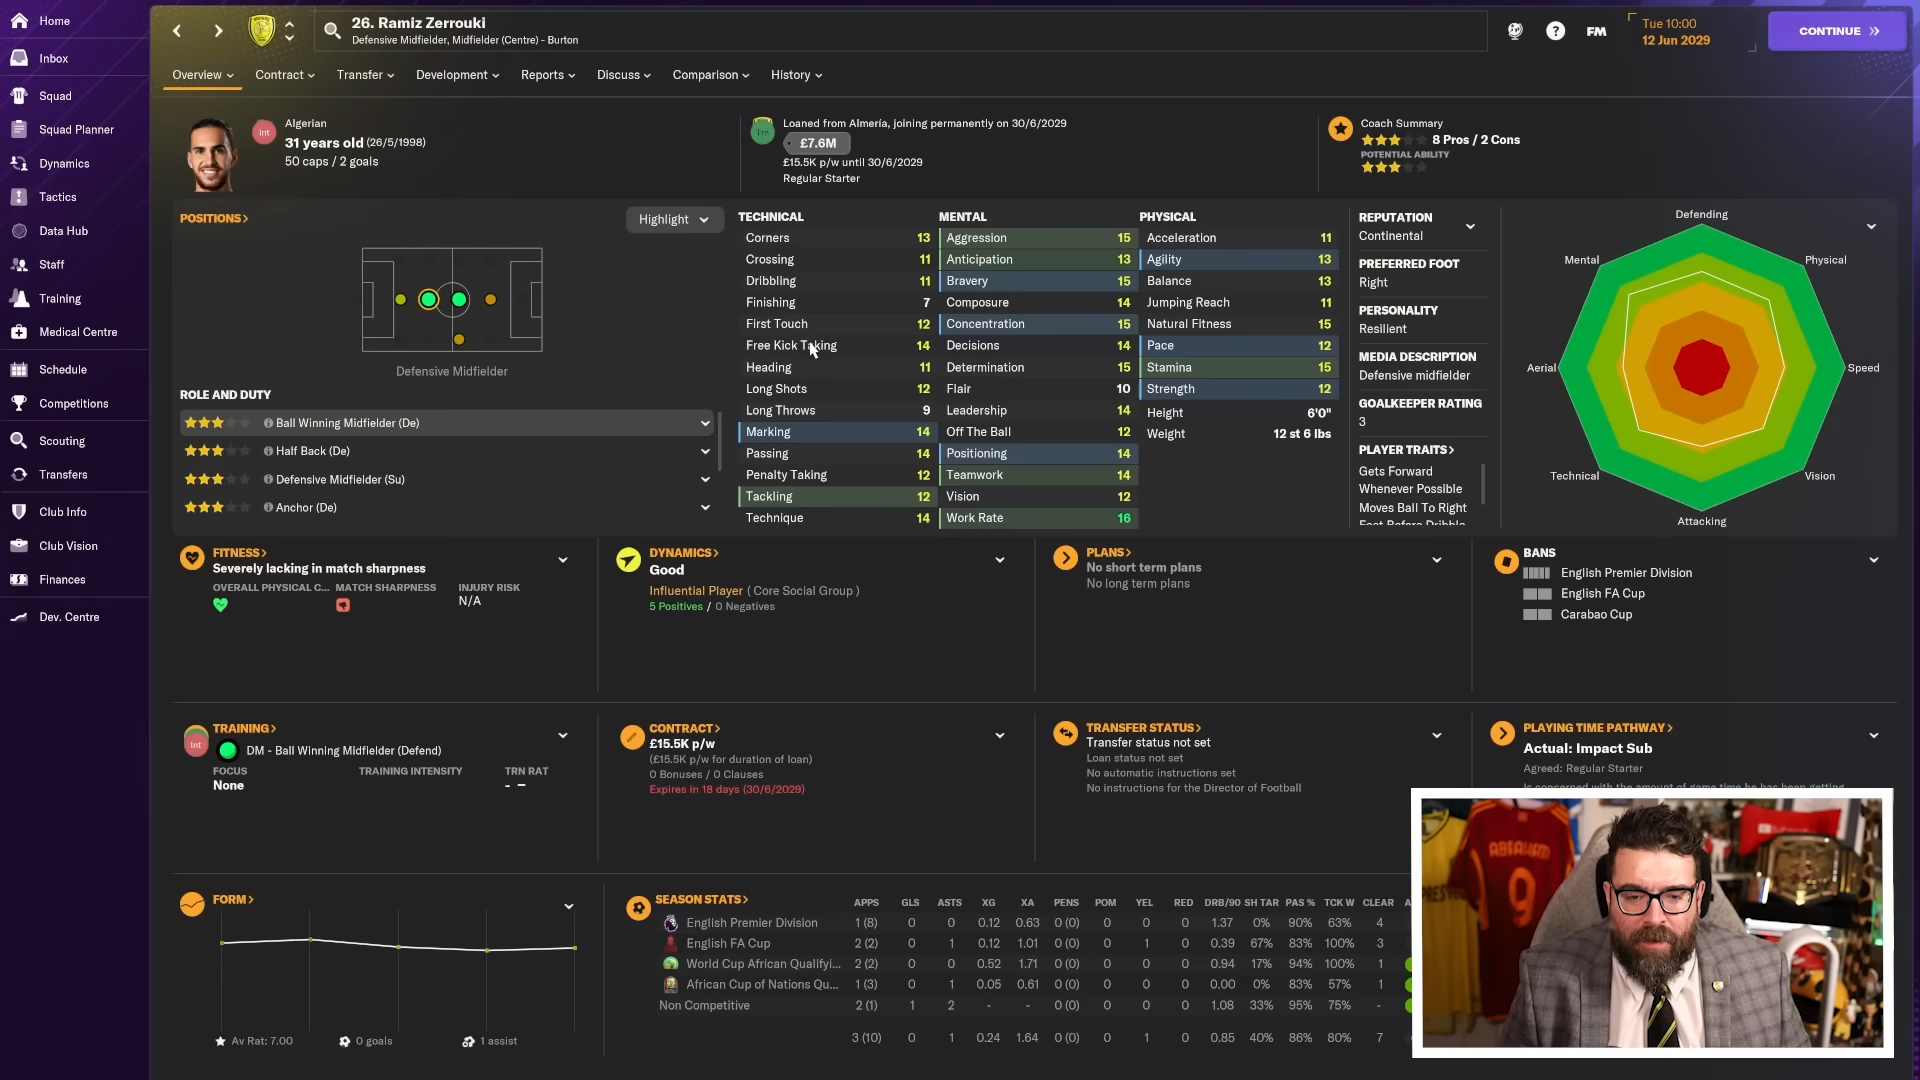 Home
Inbox
Squad
Squad Planner
Dynamics
Tactics
Data Hub
Staff
Training
Medical Centre
Schedule
Competitions
Scouting
Transfers
Club Info
Club Vision
Finances
Dev. Centre
26. Ramiz Zerrouki
Defensive Midfielder, Midfielder (Centre) - Burton
FM
Tue 10:00
12 Jun 2029
CONTINUE
Overview
Contract
Transfer
Development
Reports
Discuss
Comparison
History
Int
Algerian
31 years old (26/5/1998)
50 caps / 2 goals
Trn
Loaned from Almería, joining permanently on 30/6/2029
£7.6M
£15.5K p/w until 30/6/2029
Regular Starter
Coach Summary
8 Pros / 2 Cons
POTENTIAL ABILITY
POSITIONS>
Highlight
Defensive Midfielder
ROLE AND DUTY
Ball Winning Midfielder (De)
Half Back (De)
Defensive Midfielder (Su)
Anchor (De)
TECHNICAL
Corners 13
Crossing 11
Dribbling 11
Finishing 7
First Touch 12
Free Kick Taking 14
Heading 11
Long Shots 12
Long Throws 9
Marking 14
Passing 14
Penalty Taking 12
Tackling 12
Technique 14
MENTAL
Aggression 15
Anticipation 13
Bravery 15
Composure 14
Concentration 15
Decisions 14
Determination 15
Flair 10
Leadership 14
Off The Ball 12
Positioning 14
Teamwork 14
Vision 12
Work Rate 16
PHYSICAL
Acceleration 11
Agility 13
Balance 13
Jumping Reach 11
Natural Fitness 15
Pace 12
Stamina 15
Strength 12
Height 6'0"
Weight 12 st 6 lbs
REPUTATION
Continental
PREFERRED FOOT
Right
PERSONALITY
Resilient
MEDIA DESCRIPTION
Defensive midfielder
GOALKEEPER RATING
3
PLAYER TRAITS>
Gets Forward
Whenever Possible
Moves Ball To Right
Foot Before Dribble
Defending
Mental
Physical
Aerial
Speed
Technical
Vision
Attacking
FITNESS>
Severely lacking in match sharpness
OVERALL PHYSICAL C... MATCH SHARPNESS INJURY RISK
N/A
DYNAMICS>
Good
Influential Player ( Core Social Group )
5 Positives / 0 Negatives
PLANS>
No short term plans
No long term plans
BANS
English Premier Division
English FA Cup
Carabao Cup
TRAINING>
Int
DM - Ball Winning Midfielder (Defend)
FOCUS TRAINING INTENSITY TRN RAT
None - –
CONTRACT>
£15.5K p/w
(£15.5K p/w for duration of loan)
0 Bonuses / 0 Clauses
Expires in 18 days (30/6/2029)
TRANSFER STATUS>
Transfer status not set
Loan status not set
No automatic instructions set
No instructions for the Director of Football
PLAYING TIME PATHWAY>
Actual: Impact Sub
Agreed: Regular Starter
Is concerned with the amount of game time he has been getting
FORM>
Av Rat: 7.00 0 goals 1 assist
SEASON STATS> APPS GLS ASTS XG XA PENS POM YEL RED DRB/90 SH TAR PAS % TCK W CLEAR
English Premier Division 1 (8) 0 0 0.12 0.63 0 (0) 0 0 0 1.37 0% 90% 63% 4
English FA Cup 2 (2) 0 1 0.12 1.01 0 (0) 0 1 0 0.39 67% 83% 100% 3
World Cup African Qualifyi... 2 (2) 0 0 0.52 1.71 0 (0) 0 0 0 0.94 17% 94% 100% 1
African Cup of Nations Qu... 1 (3) 0 1 0.05 0.61 0 (0) 0 0 0 0.00 0% 83% 57% 1
Non Competitive 2 (1) 1 2 - - 0 (0) 0 0 0 1.08 33% 95% 75% -
3 (10) 0 1 0.24 1.64 0 (0) 0 1 0 0.85 40% 86% 80% 7
ABRAHAM
9